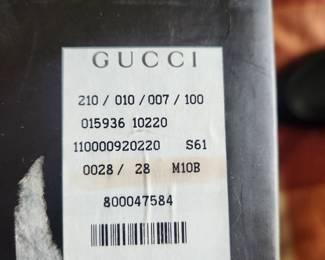 GUCCI
210 / 010 / 007 / 100
015936 10220
110000920220 S61
0028 / 28 M10B
800047584